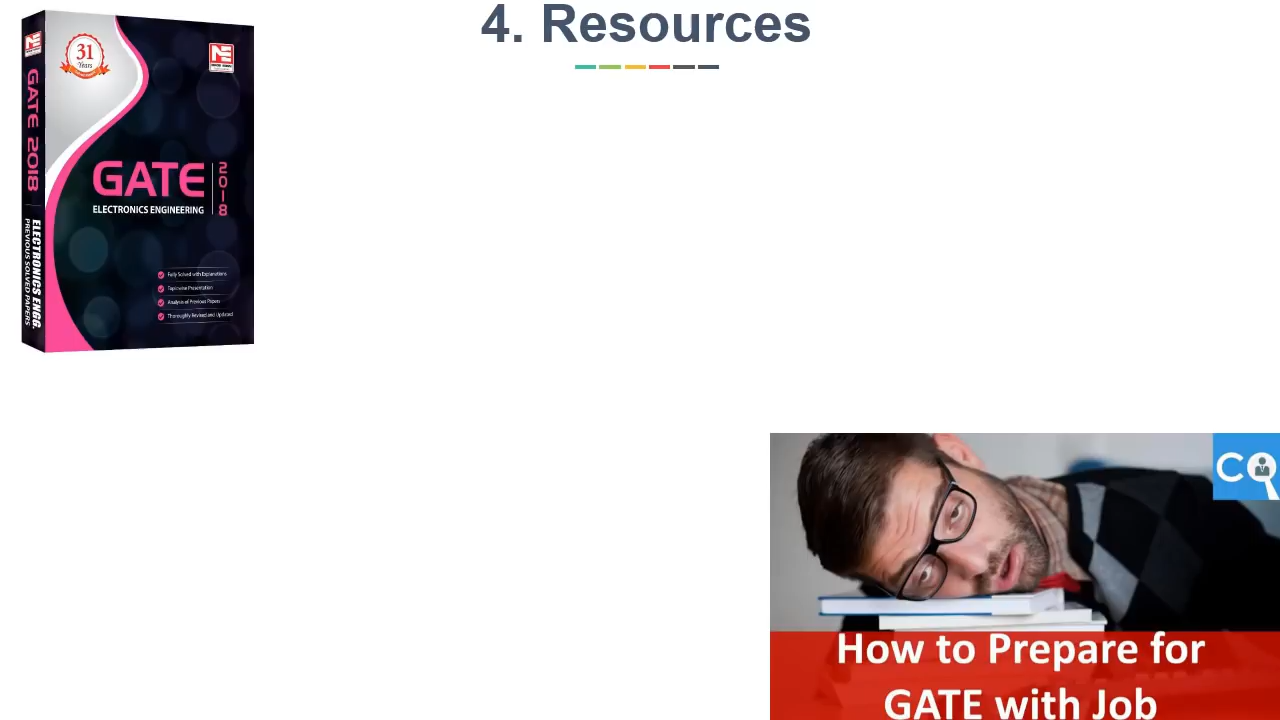 4. Resources
31
Years
GATE 2018
ELECTRONICS ENGG.
PREVIOUS SOLVED PAPERS
GATE
2018
ELECTRONICS ENGINEERING
Fully Solved with Explanations
Topicwise Presentation
Analysis of Previous Papers
Thoroughly Revised and Updated
CQ
How to Prepare for
GATE with Job